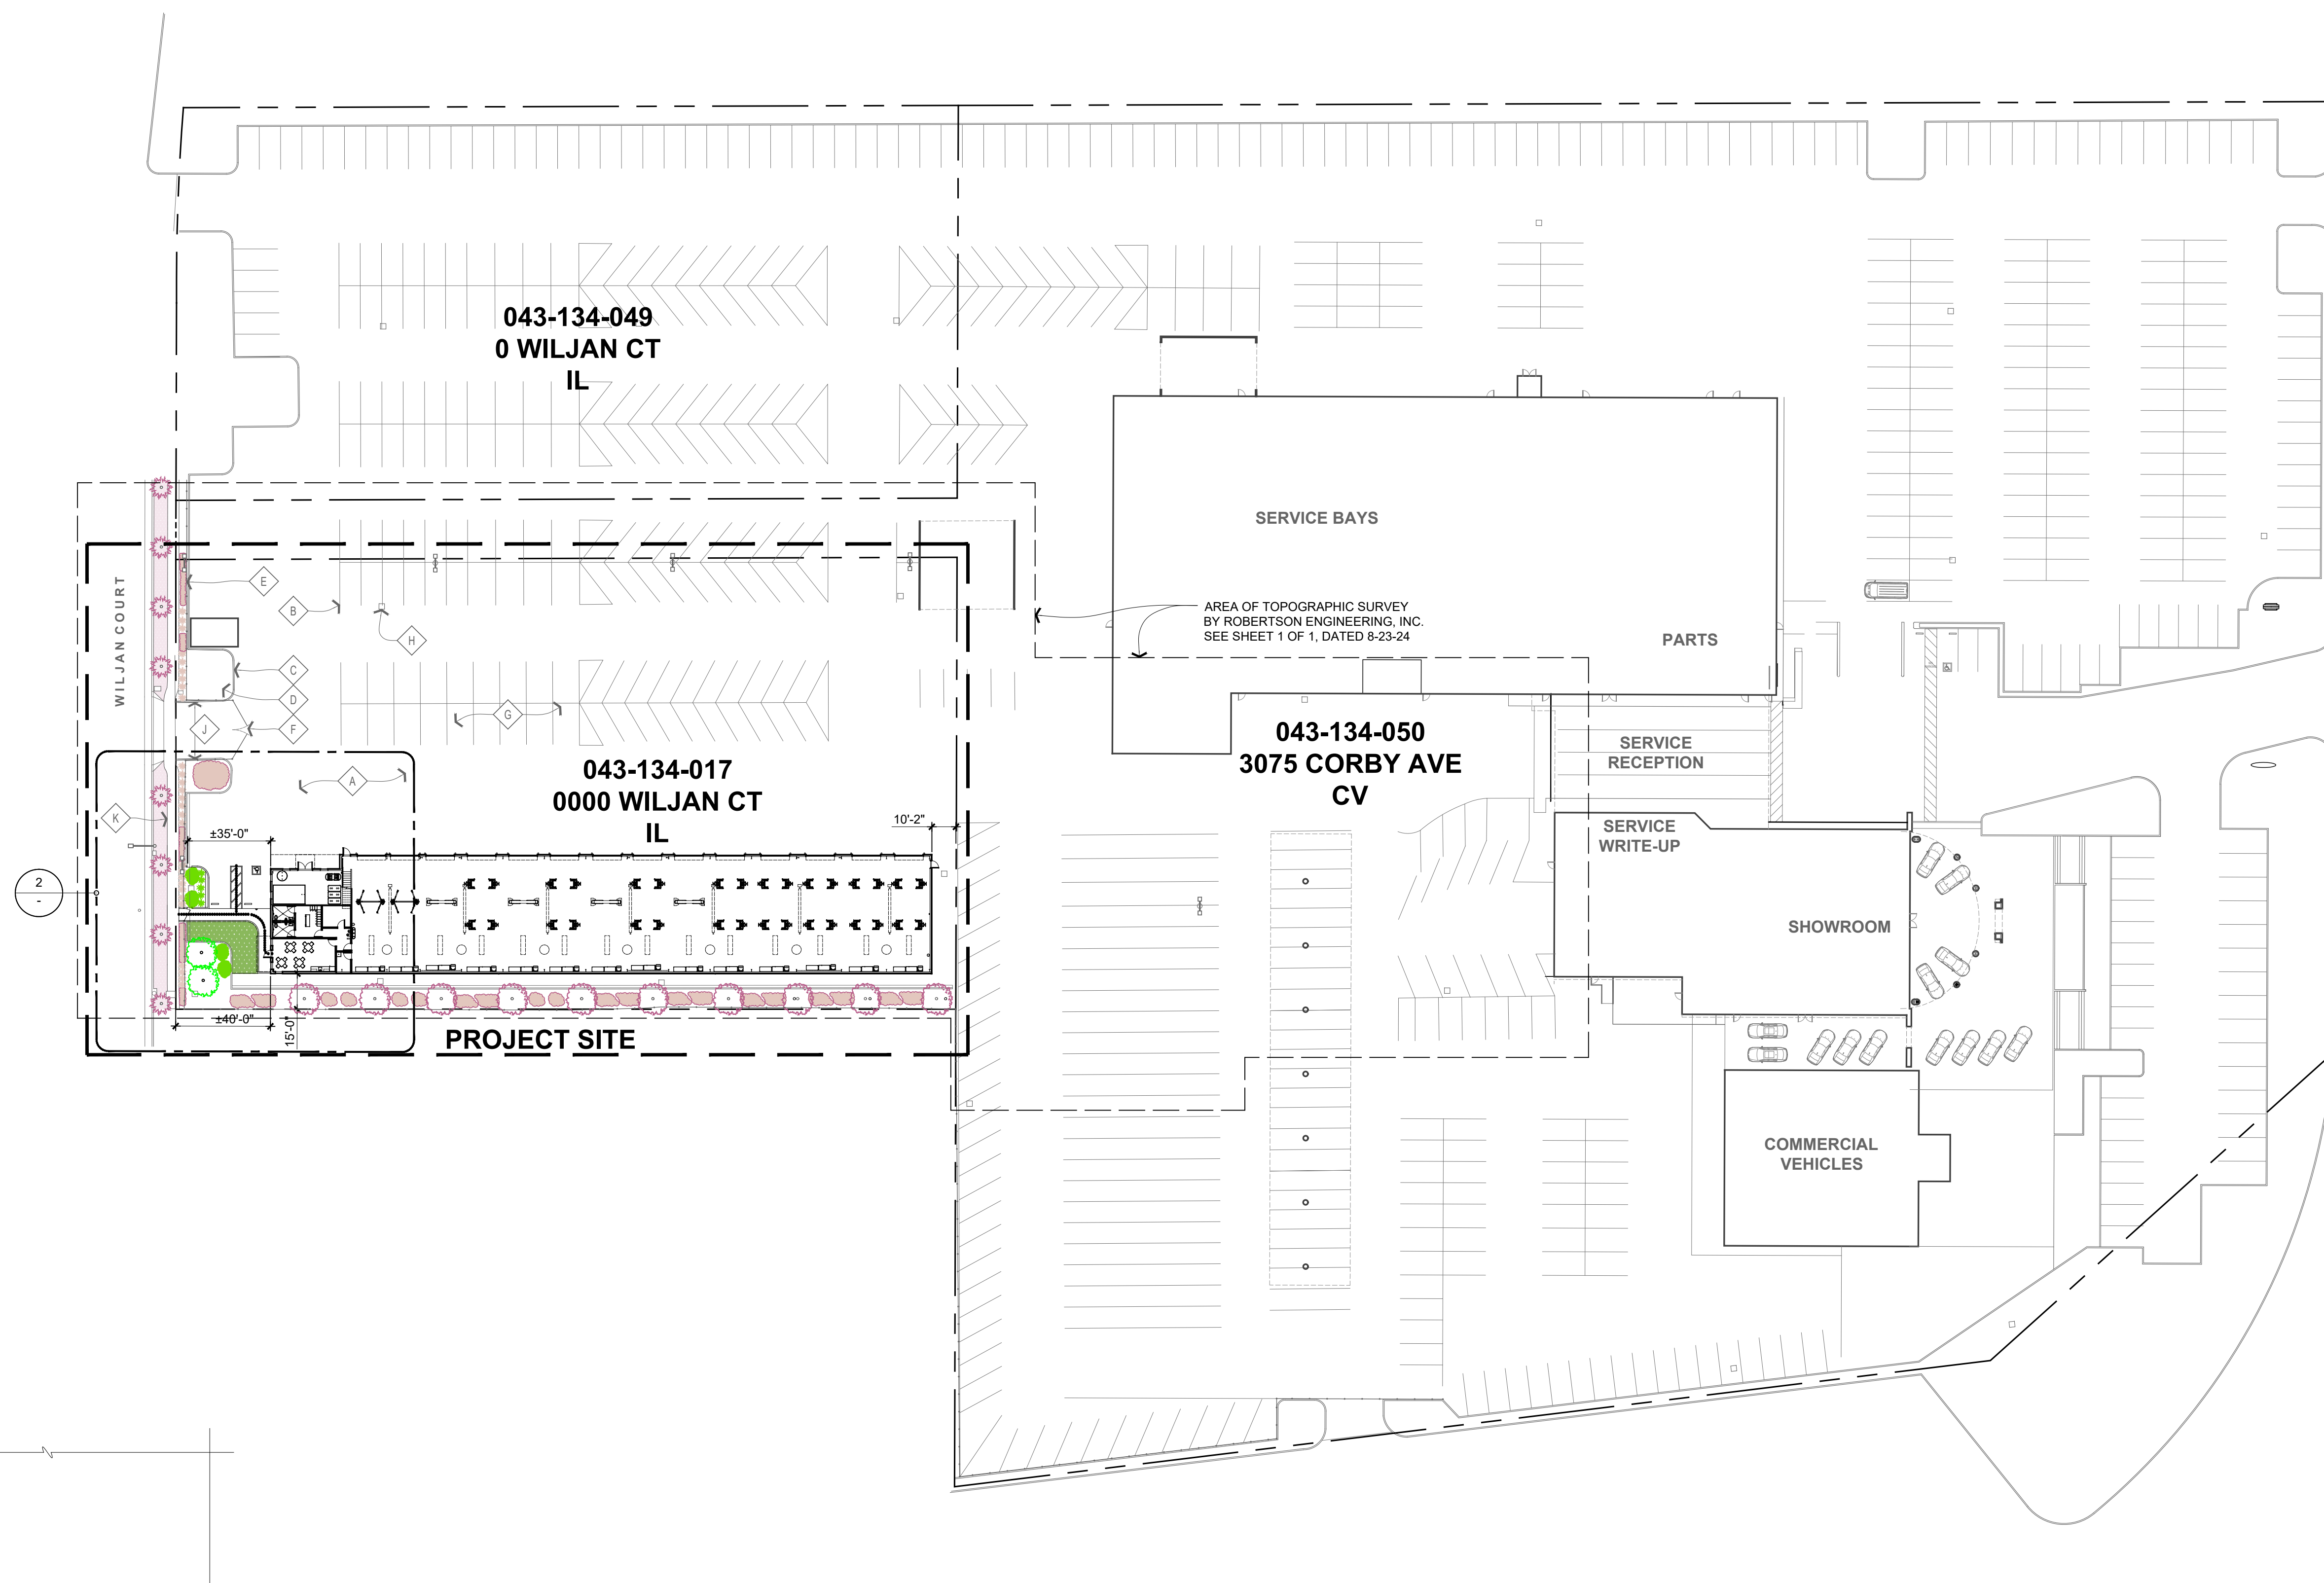 043-134-049
0 WILJAN CT
IL
SERVICE BAYS
WILJAN COURT
E
B
H
AREA OF TOPOGRAPHIC SURVEY
BY ROBERTSON ENGINEERING, INC.
SEE SHEET 1 OF 1, DATED 8-23-24
PARTS
C
D
G
J
F
043-134-050
3075 CORBY AVE
CV
SERVICE
RECEPTION
043-134-017
0000 WILJAN CT
IL
A
K
±35'-0"
10'-2"
SERVICE
WRITE-UP
2
-
SHOWROOM
±40'-0"
15'-0"
PROJECT SITE
COMMERCIAL
VEHICLES